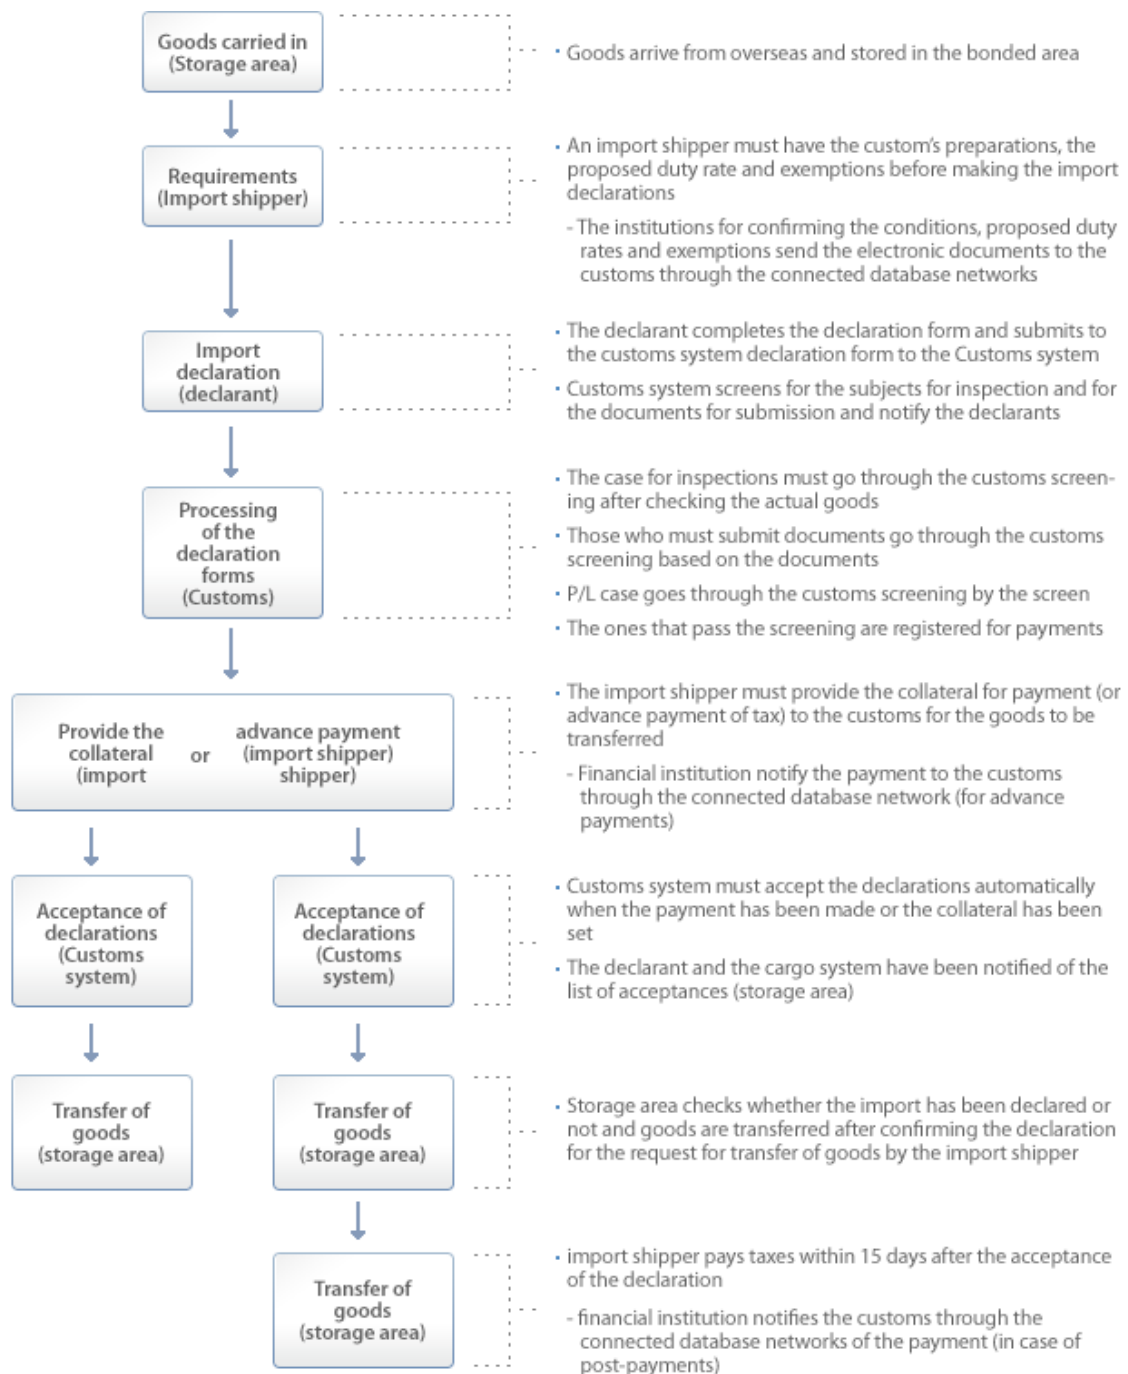 Goods carried in
(Storage area)
· Goods arrive from overseas and stored in the bonded area
Requirements
(Import shipper)
· An import shipper must have the custom's preparations, the
proposed duty rate and exemptions before making the import
declarations
- The institutions for confirming the conditions, proposed duty
rates and exemptions send the electronic documents to the
customs through the connected database networks
Import
declaration
(declarant)
· The declarant completes the declaration form and submits to
the customs system declaration form to the Customs system
· Customs system screens for the subjects for inspection and for
the documents for submission and notify the declarants
Processing
of the
declaration
forms
(Customs)
· The case for inspections must go through the customs screen-
ing after checking the actual goods
· Those who must submit documents go through the customs
screening based on the documents
· P/L case goes through the customs screening by the screen
· The ones that pass the screening are registered for payments
Provide the
collateral
(import
or
advance payment
(import shipper)
shipper)
· The import shipper must provide the collateral for payment (or
advance payment of tax) to the customs for the goods to be
transferred
- Financial institution notify the payment to the customs
through the connected database network (for advance
payments)
Acceptance of
declarations
(Customs
system)
Acceptance of
declarations
(Customs
system)
· Customs system must accept the declarations automatically
when the payment has been made or the collateral has been
set
· The declarant and the cargo system have been notified of the
list of acceptances (storage area)
Transfer of
goods
(storage area)
Transfer of
goods
(storage area)
· Storage area checks whether the import has been declared or
not and goods are transferred after confirming the declaration
for the request for transfer of goods by the import shipper
Transfer of
goods
(storage area)
· import shipper pays taxes within 15 days after the acceptance
of the declaration
- financial institution notifies the customs through the
connected database networks of the payment (in case of
post-payments)